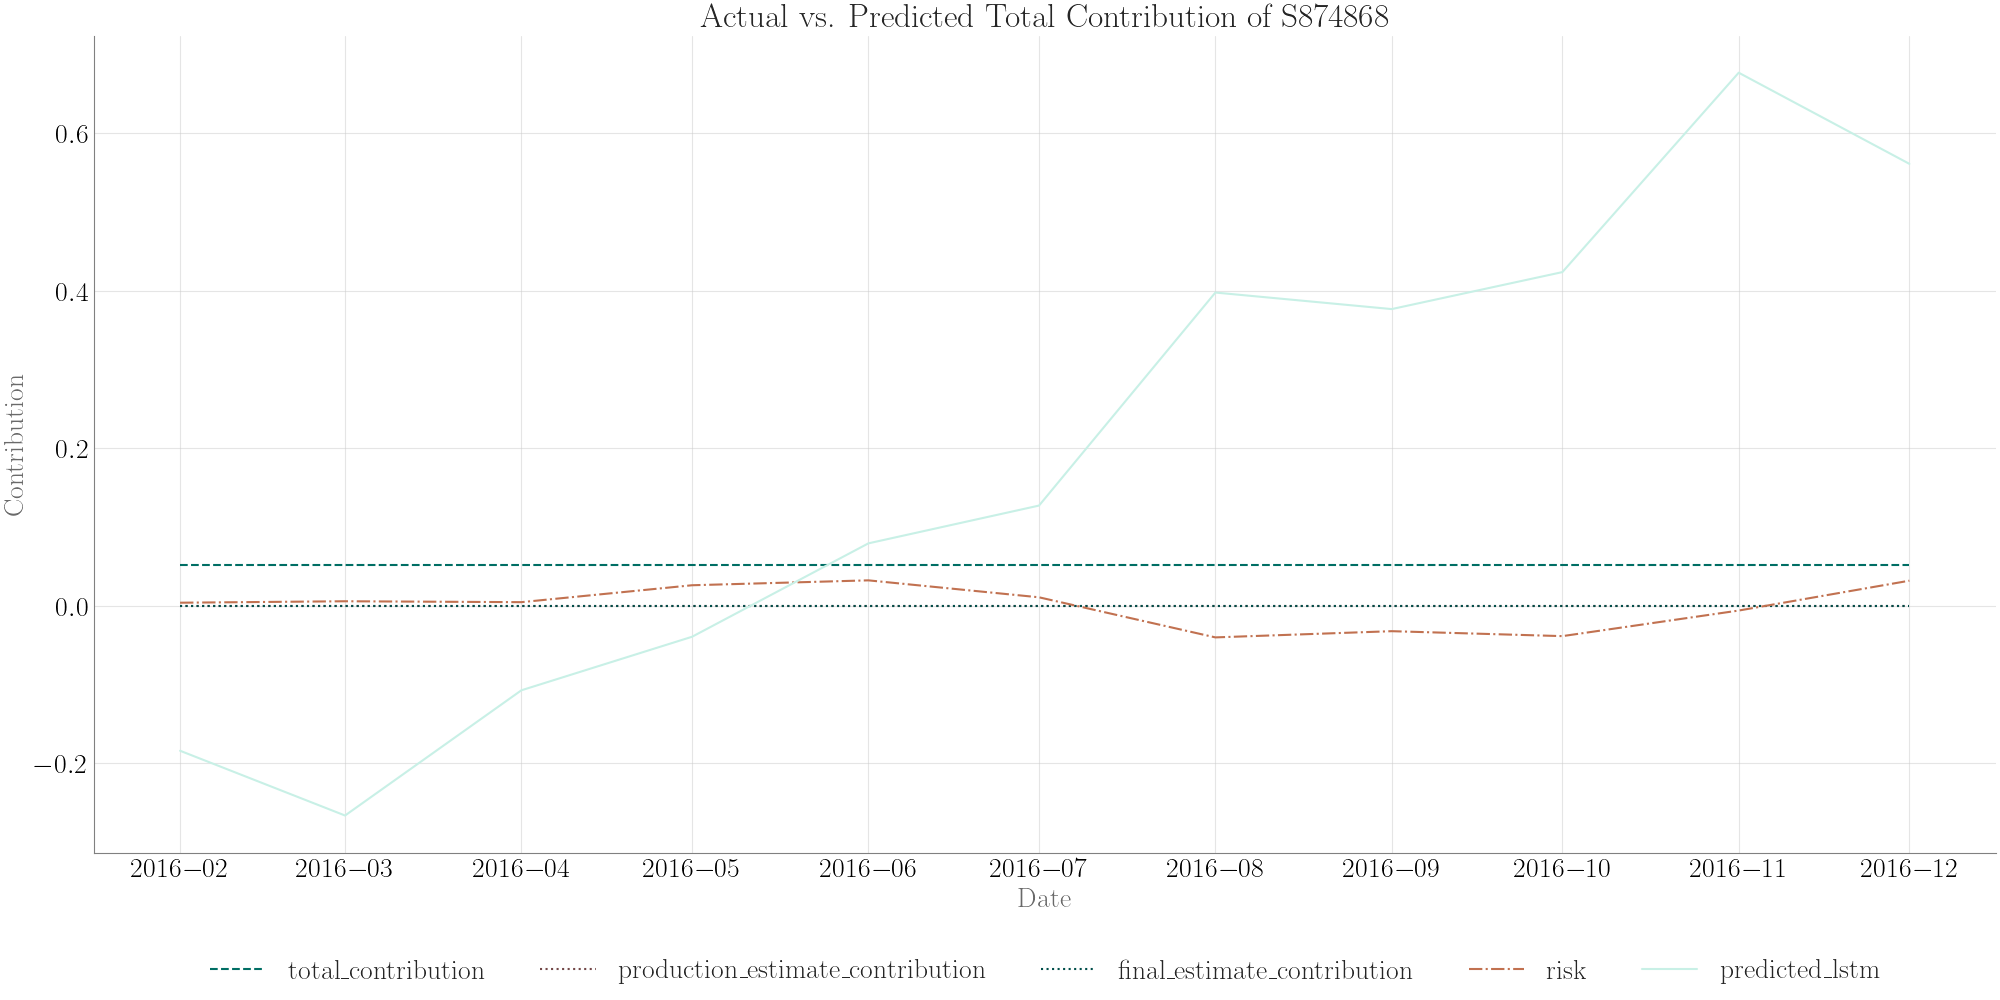 Actual vs. Predicted Total Contribution of S874868
Contribution
0.6
0.4
0.2
0.0
−0.2
2016−02 2016−03 2016−04 2016−05 2016−06 2016−07 2016−08 2016−09 2016−10 2016−11 2016−12
Date
total_contribution production_estimate_contribution final_estimate_contribution risk predicted_lstm